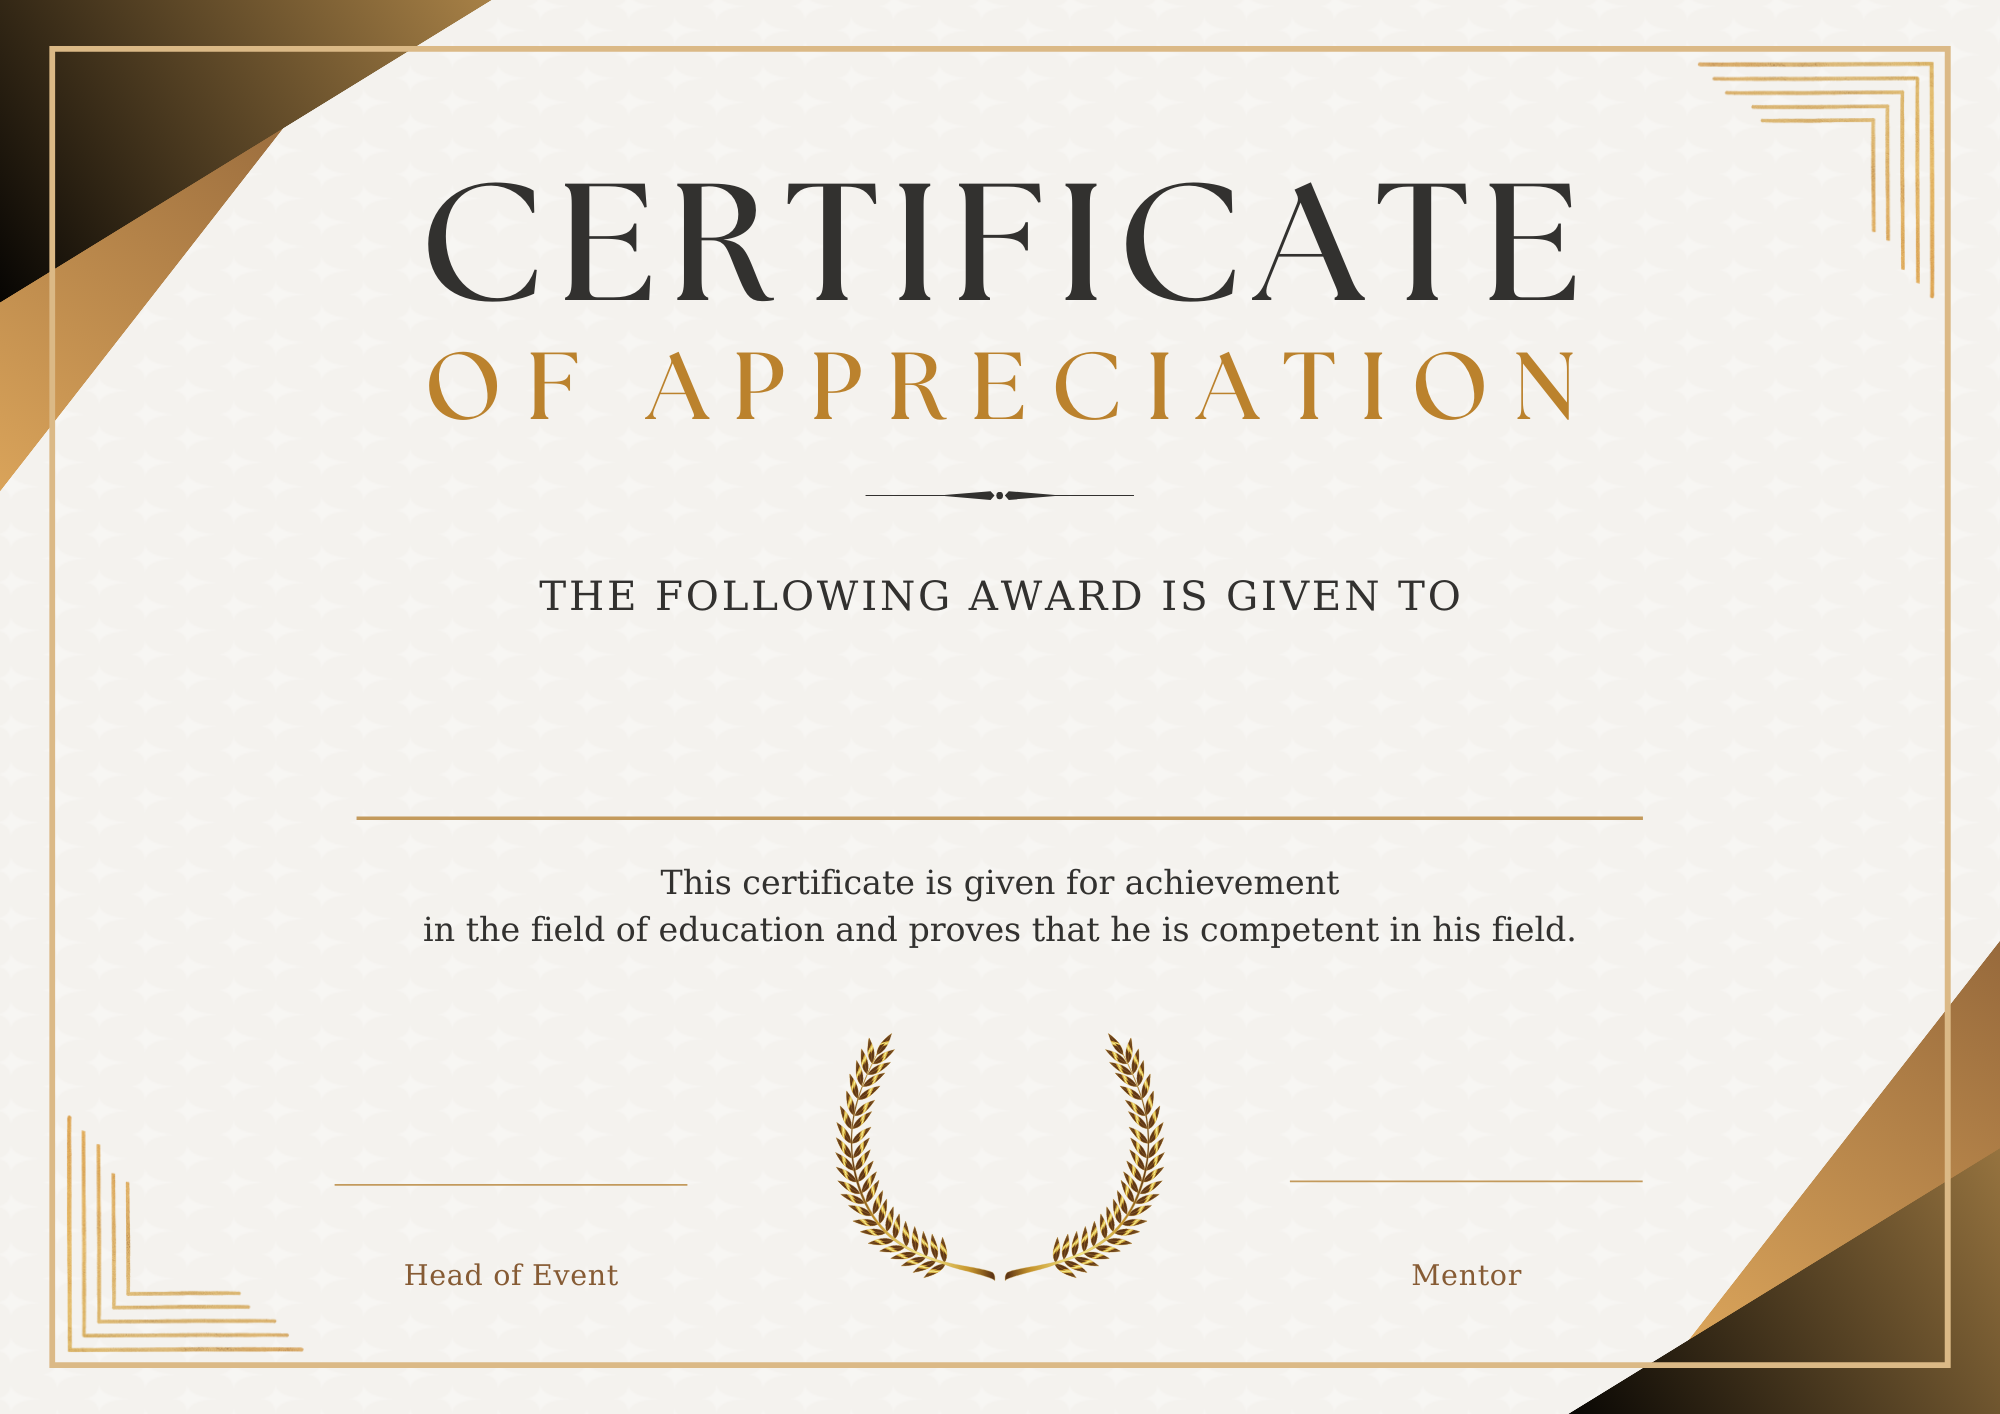 CERTIFICATE
OF APPRECIATION
THE FOLLOWING AWARD IS GIVEN TO
This certificate is given for achievement
in the field of education and proves that he is competent in his field.
Head of Event
Mentor